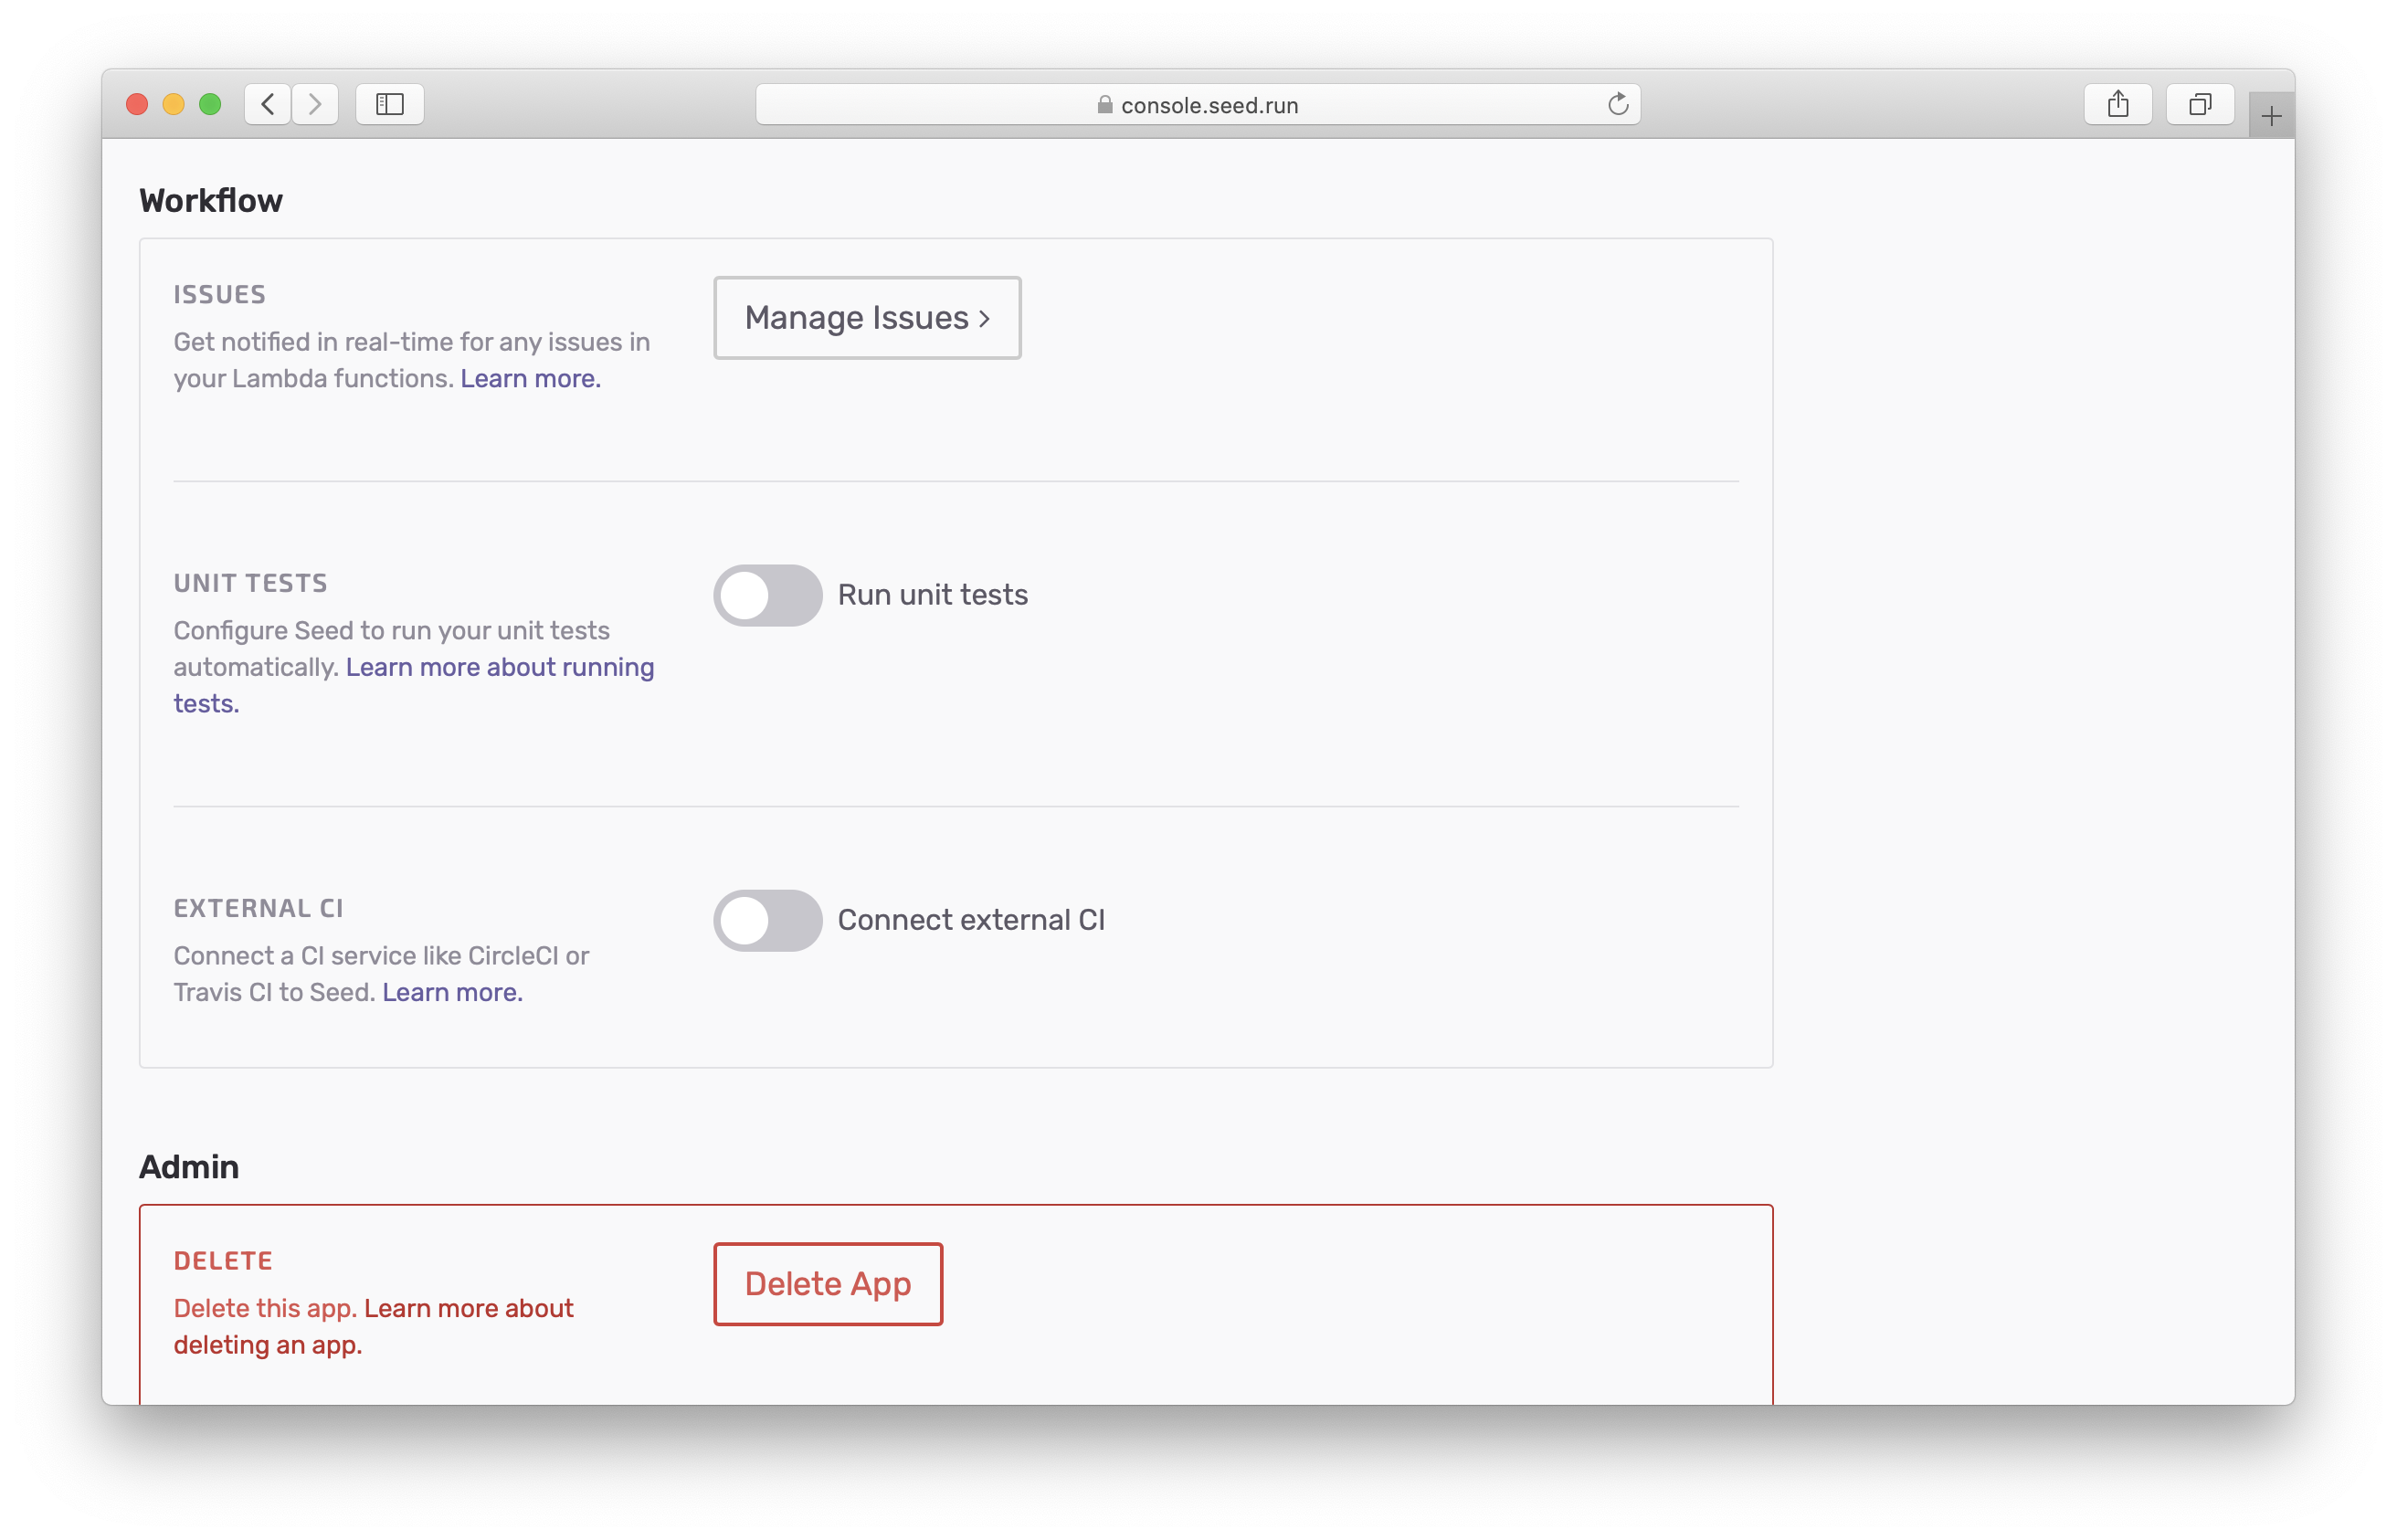 console.seed.run
Workflow
ISSUES
Get notified in real-time for any issues in
your Lambda functions. Learn more.
Manage Issues >
UNIT TESTS
Configure Seed to run your unit tests
automatically. Learn more about running
tests.
Run unit tests
EXTERNAL CI
Connect a CI service like CircleCI or
Travis CI to Seed. Learn more.
Connect external CI
Admin
DELETE
Delete this app. Learn more about
deleting an app.
Delete App